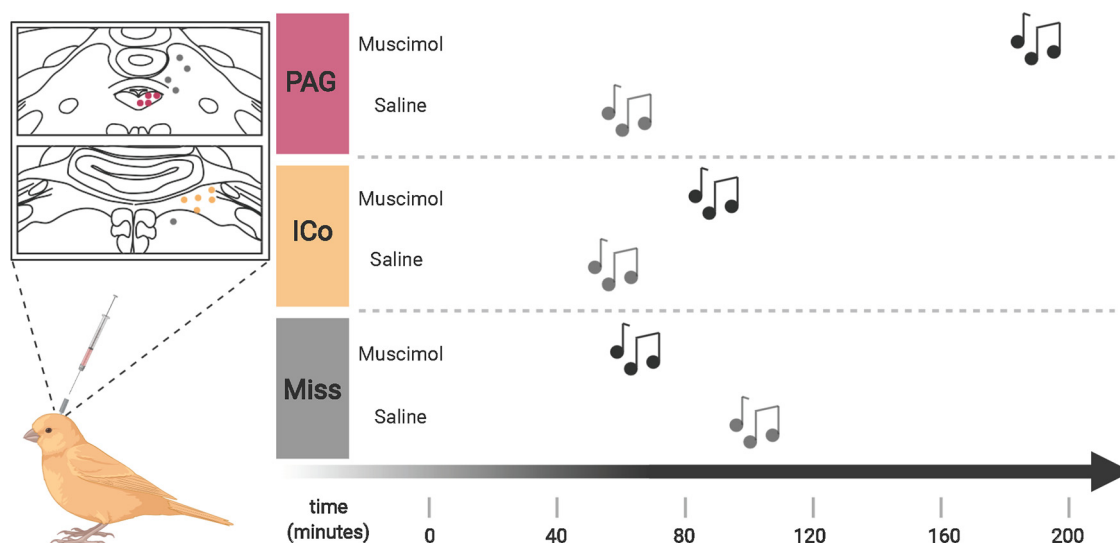 PAG
Muscimol
Saline
ICo
Muscimol
Saline
Miss
Muscimol
Saline
time
(minutes)
0 40 80 120 160 200